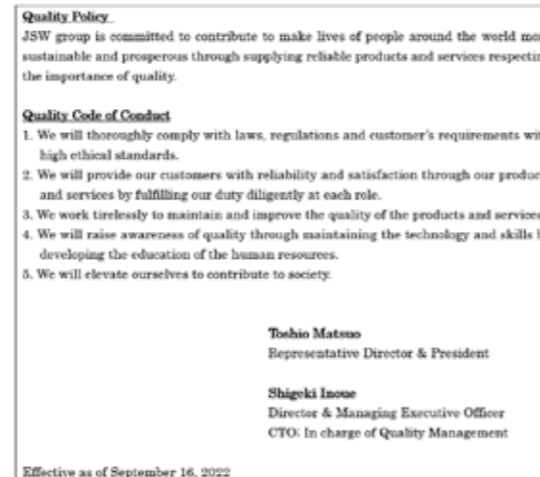 Quality Policy
JSW group is committed to contribute to make lives of people around the world
sustainable and prosperous through supplying reliable products and services
the importance of quality.
Quality Code of Conduct
1. We will thoroughly comply with laws, regulations and customer's requirements
high ethical standards.
2. We will provide our customers with reliability and satisfaction through our
and services by fulfilling our duty diligently at each role.
3. We work tirelessly to maintain and improve the quality of the products and services
4. We will raise awareness of quality through maintaining the technology and skills
developing the education of the human resources.
5. We will elevate ourselves to contribute to society.
Toshio Matsuo
Representative Director & President
Shigeki Inoue
Director & Managing Executive Officer
CTO; In charge of Quality Management
Effective as of September 16, 2022